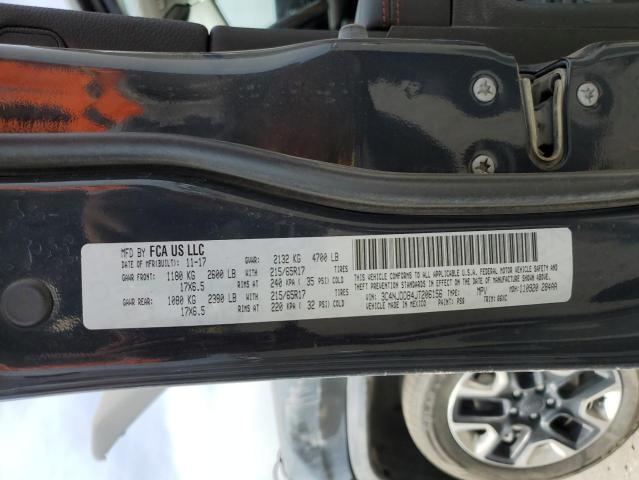 MFD BY FCA US LLC
DATE OF MFR(BUILT): 11-17 GVWR: 2132 KG 4700 LB
GAWR FRONT: 1180 KG 2600 LB WITH 215/65R17 TIRES
17X6.5 RIMS AT 240 KPA ( 35 PSI) COLD
GAWR REAR: 1080 KG 2380 LB WITH 215/65R17 TIRES
17X6.5 RIMS AT 220 KPA ( 32 PSI) COLD
THIS VEHICLE CONFORMS TO ALL APPLICABLE U.S.A. FEDERAL MOTOR VEHICLE SAFETY AND
THEFT PREVENTION STANDARDS IN EFFECT ON THE DATE OF MANUFACTURE SHOWN ABOVE.
VIN: 3C4NJDDB4JT206156 TYPE: MPV MDH: 110920 284AA
VEHICLE MADE IN MEXICO PAINT: TRIM: